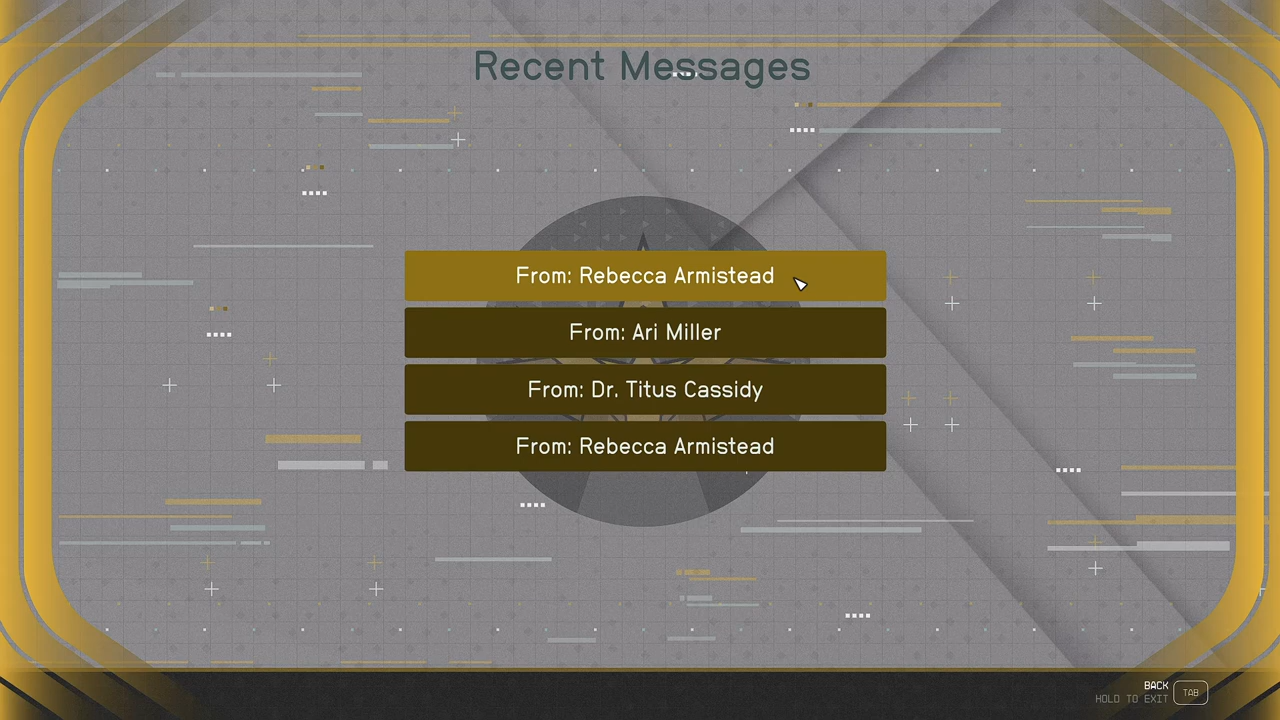 Recent Messages
From: Rebecca Armistead
From: Ari Miller
From: Dr. Titus Cassidy
From: Rebecca Armistead
BACK
HOLD TO EXIT
TAB